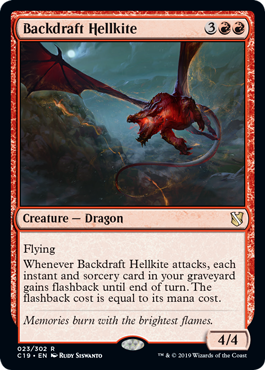 Backdraft Hellkite 3
Creature — Dragon
Flying
Whenever Backdraft Hellkite attacks, each
instant and sorcery card in your graveyard
gains flashback until end of turn. The
flashback cost is equal to its mana cost.
Memories burn with the brightest flames.
4/4
023/302 R
C19 • EN RUDY SISWANTO
™ & © 2019 Wizards of the Coast